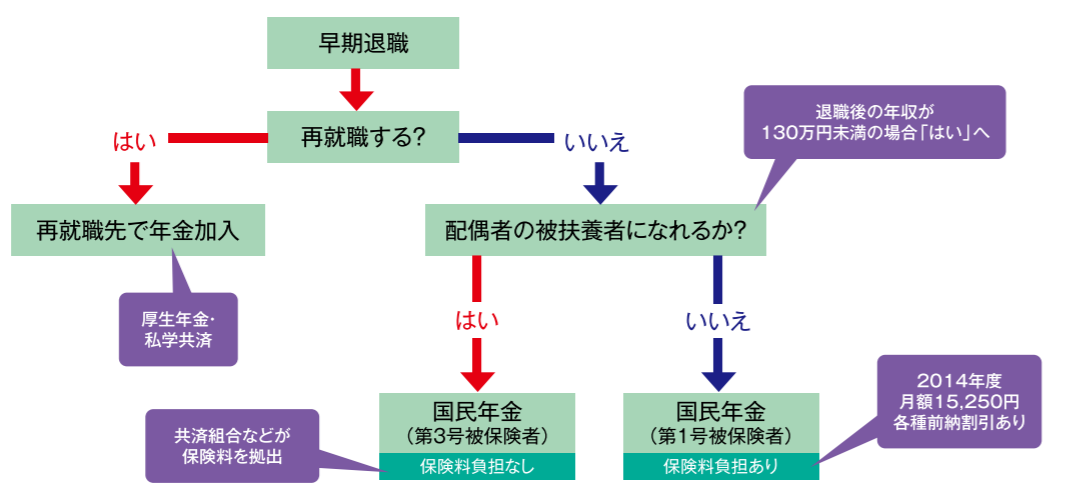 早期退職
再就職する?
はい
いいえ
退職後の年収が
130万円未満の場合「はい」へ
再就職先で年金加入
配偶者の被扶養者になれるか?
厚生年金・
私学共済
はい
いいえ
国民年金
（第3号被保険者）
保険料負担なし
国民年金
（第1号被保険者）
保険料負担あり
共済組合などが
保険料を拠出
2014年度
月額15,250円
各種前納割引あり